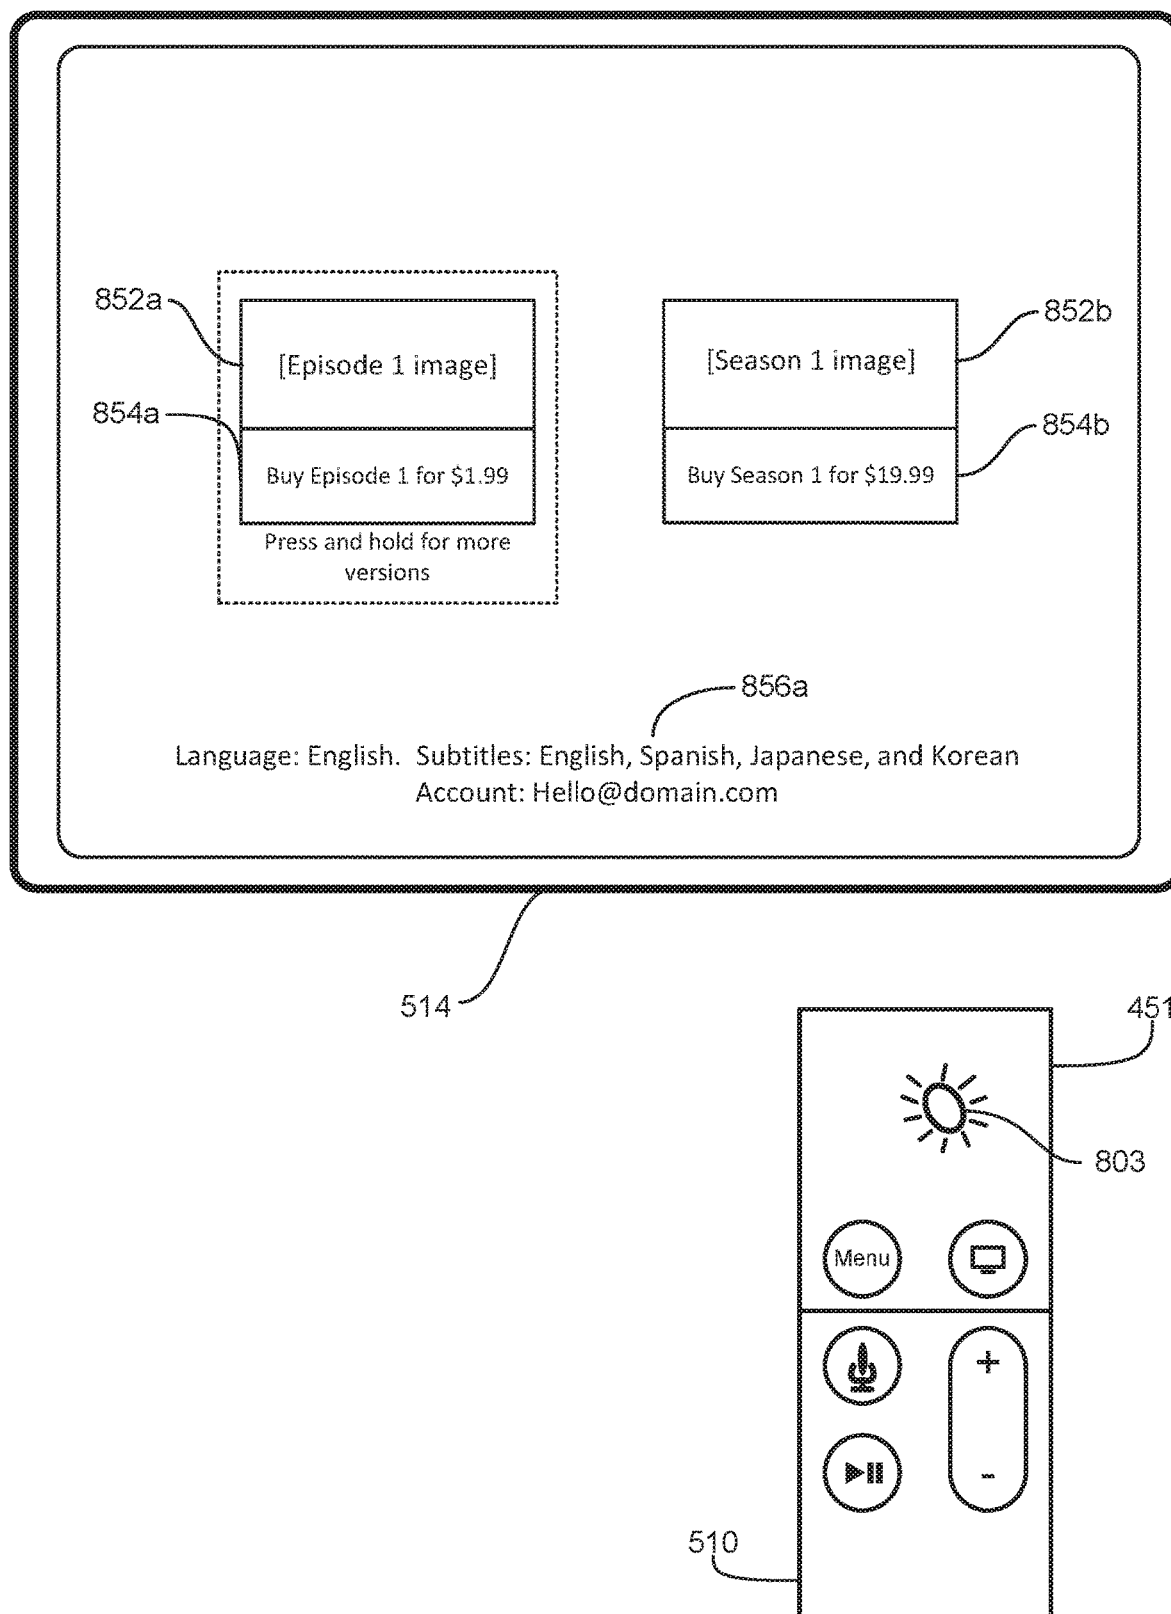 852a
[Episode 1 image]
854a
Buy Episode 1 for $1.99
Press and hold for more
versions
852b
[Season 1 image]
854b
Buy Season 1 for $19.99
856a
Language: English.  Subtitles: English, Spanish, Japanese, and Korean
Account: Hello@domain.com
514
451
803
Menu
+
-
510